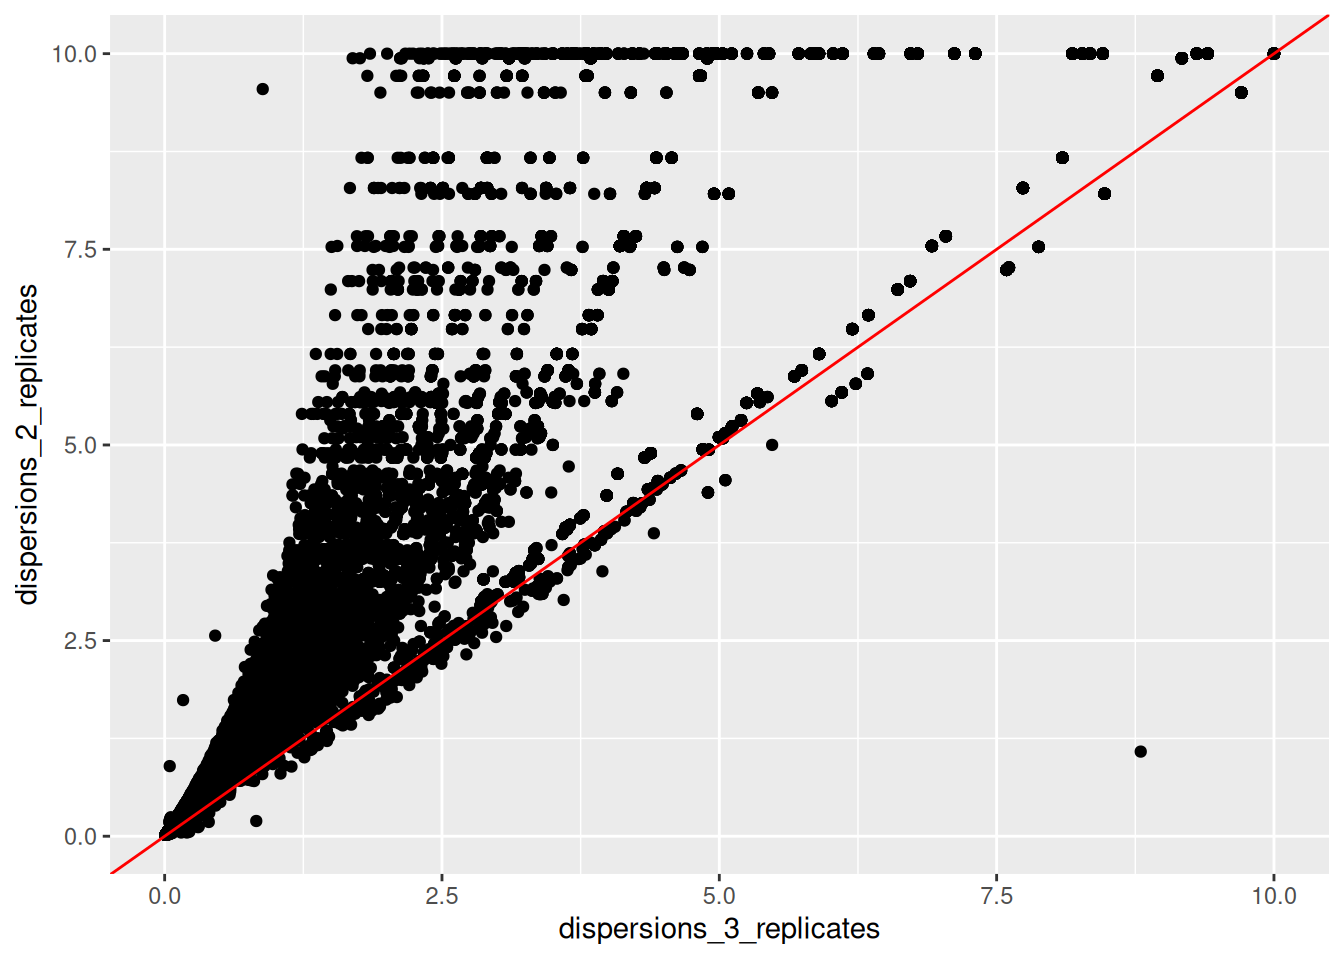 10.0
7.5
5.0
2.5
0.0
dispersions_2_replicates
0.0 2.5 5.0 7.5 10.0
dispersions_3_replicates